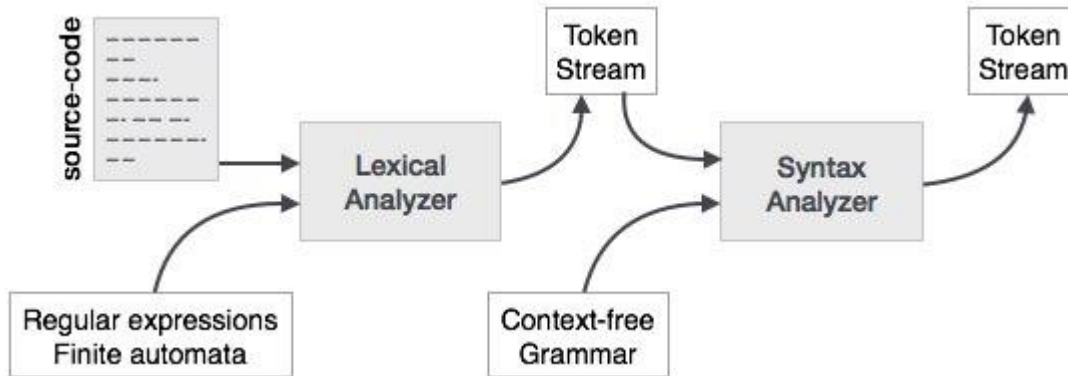 source-code
Token
Stream
Token
Stream
Lexical
Analyzer
Syntax
Analyzer
Regular expressions
Finite automata
Context-free
Grammar